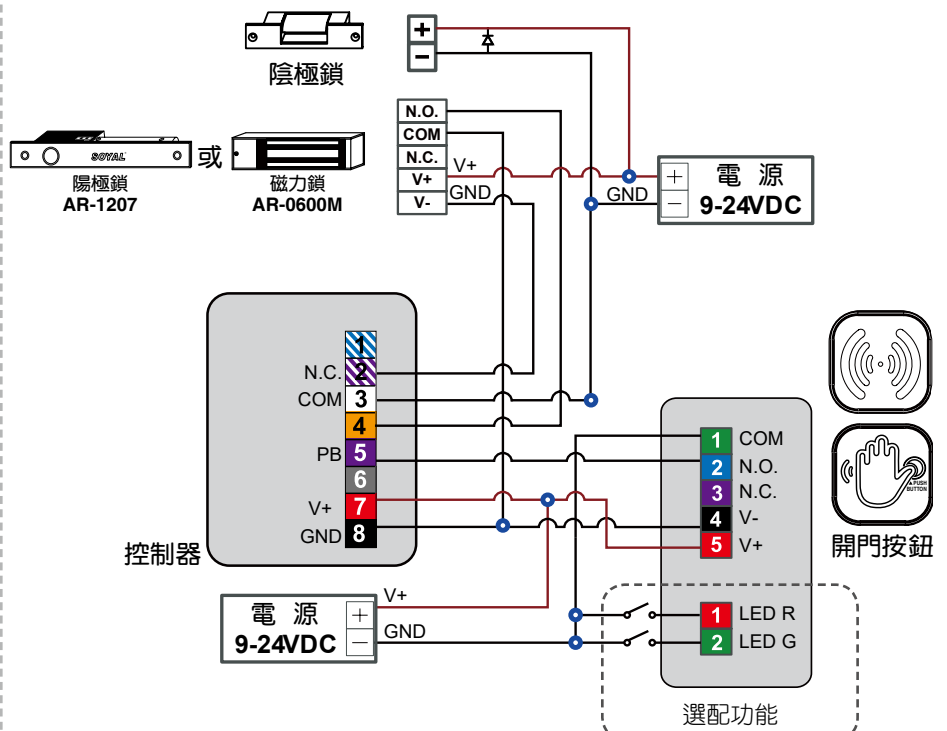 陰極鎖
+
−
N.O.
COM
N.C.
V+
V-
V+
GND
SOYAL
或
陽極鎖
AR-1207
磁力鎖
AR-0600M
+
−
GND
電 源
9-24VDC
1
N.C. 2
COM 3
4
PB 5
6
V+ 7
GND 8
控制器
1 COM
2 N.O.
3 N.C.
4 V-
5 V+
PUSH
BUTTON
開門按鈕
電 源
9-24VDC
+
−
V+
GND
1 LED R
2 LED G
選配功能